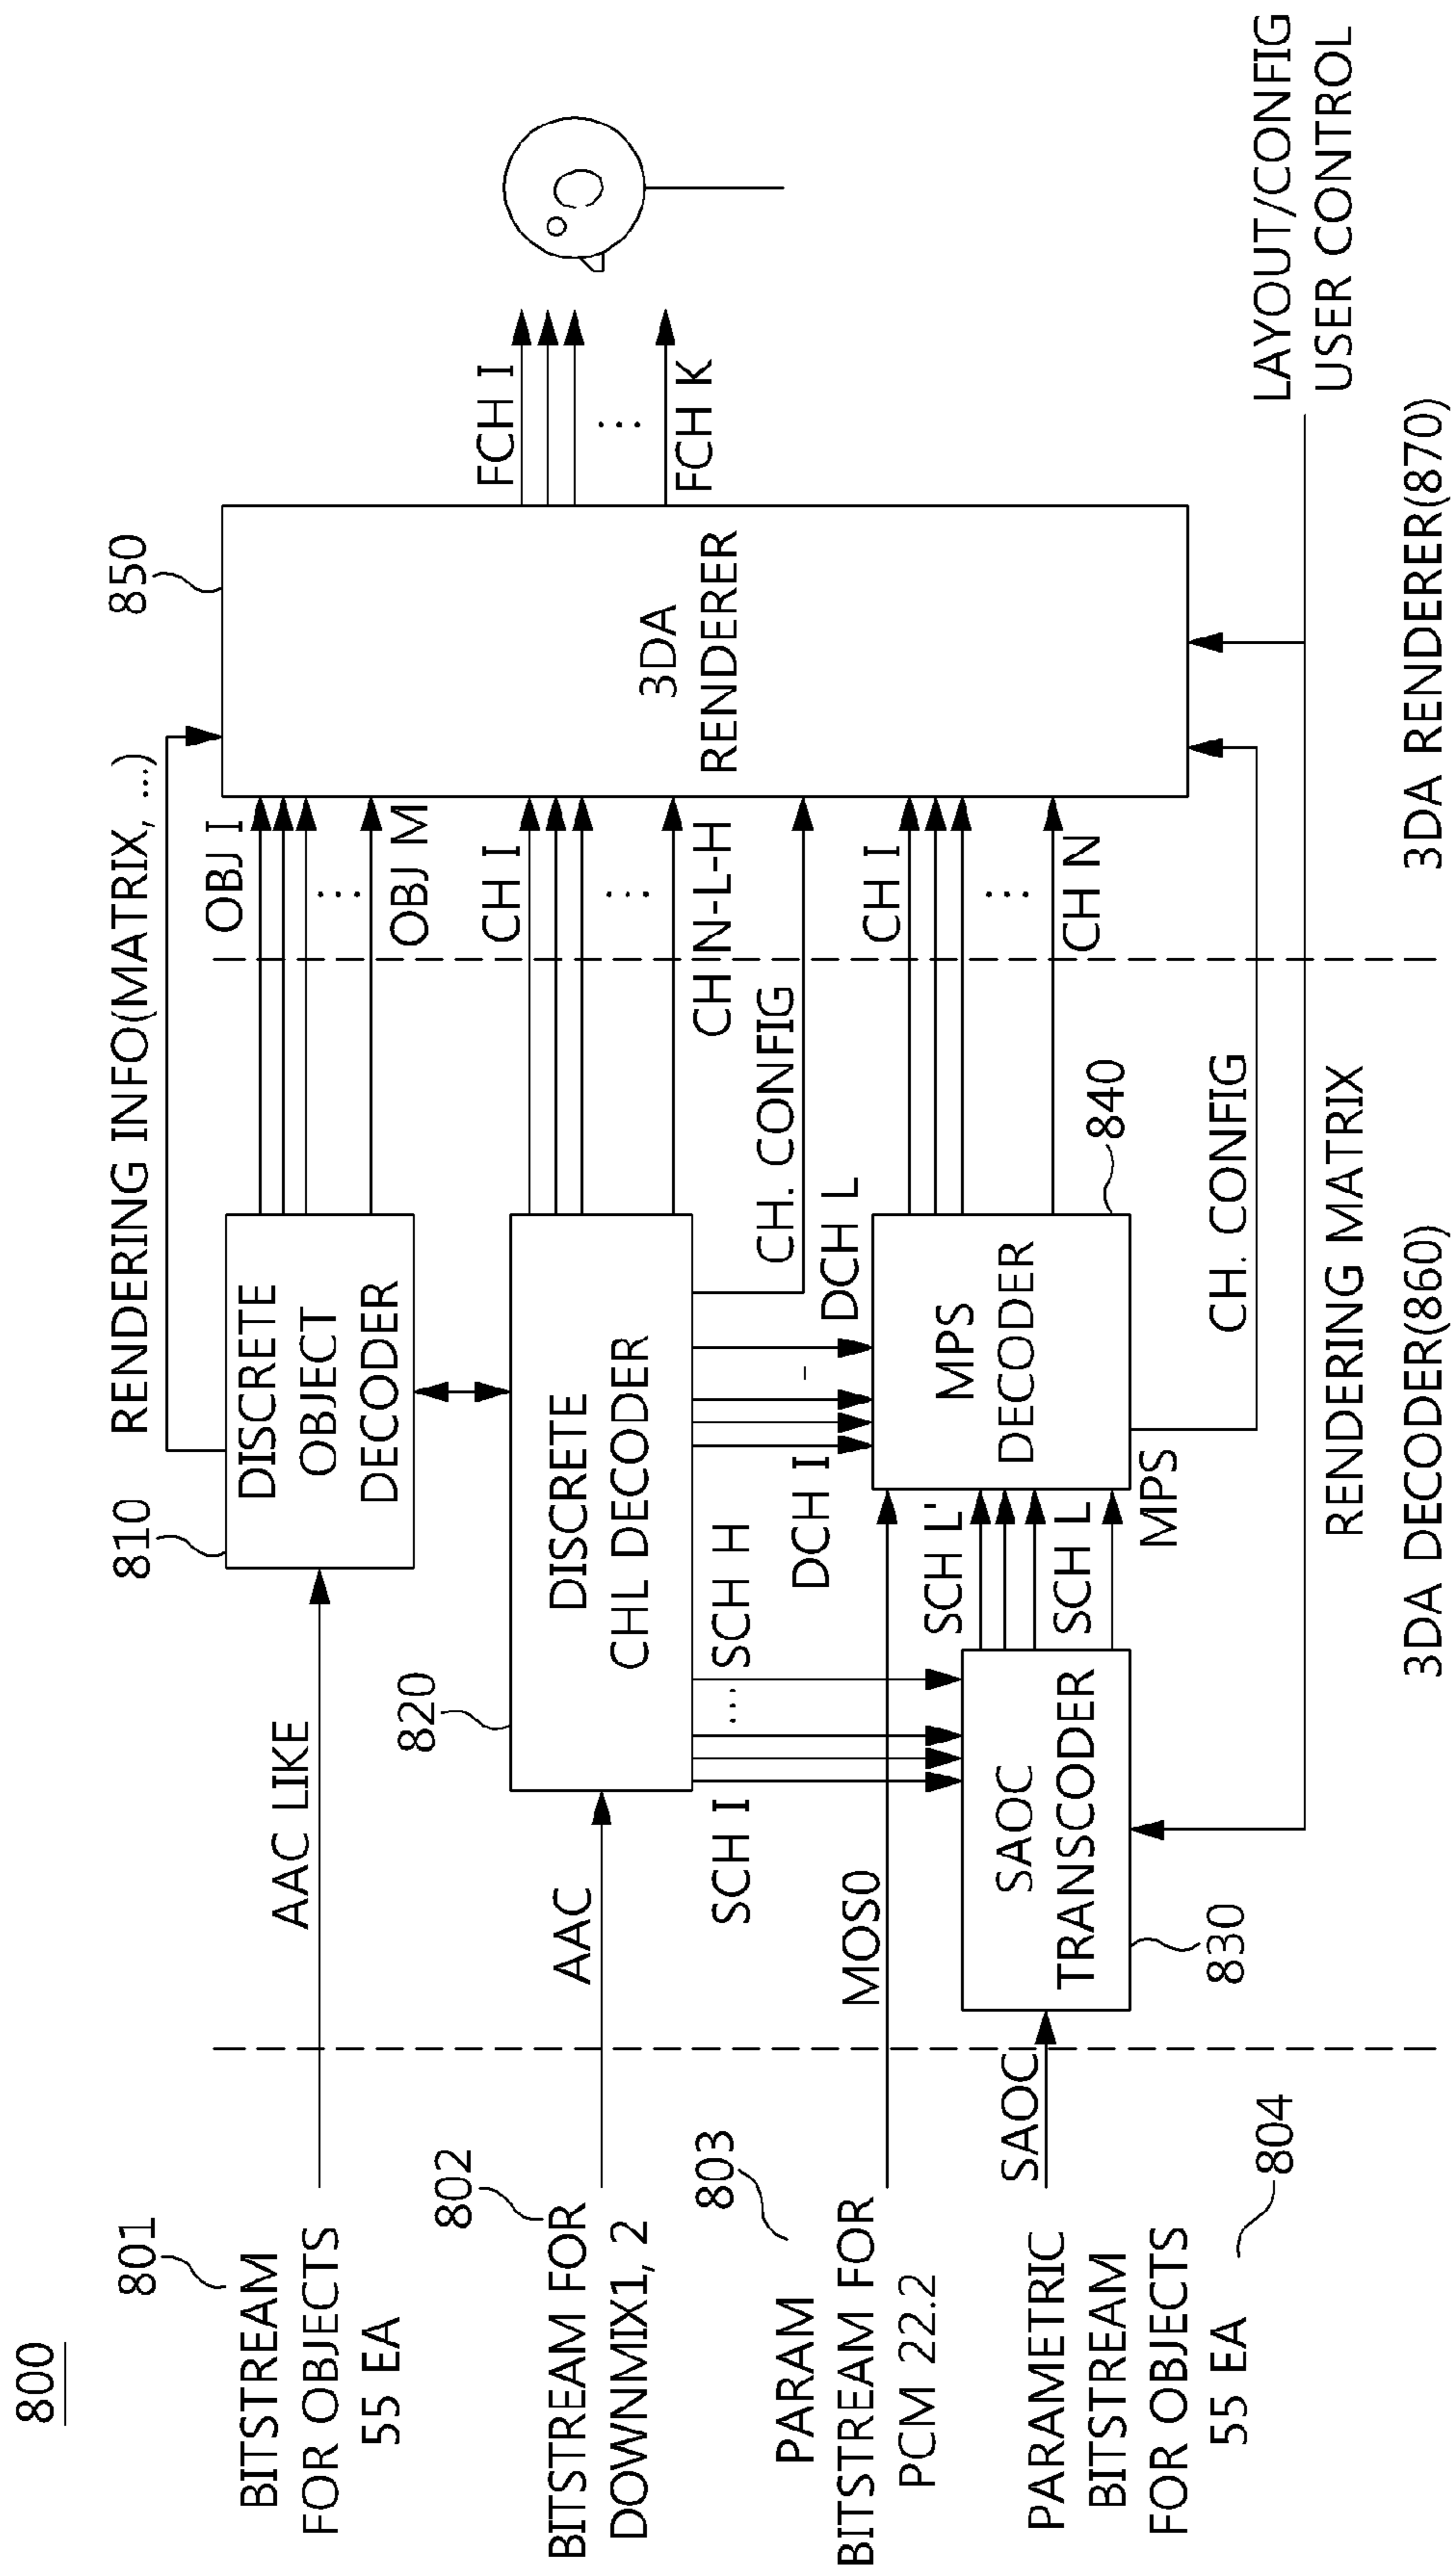 800
801
BITSTREAM
FOR OBJECTS
55 EA
802
BITSTREAM FOR
DOWNMIX1, 2
803
PARAM
BITSTREAM FOR
PCM 22.2
PARAMETRIC
BITSTREAM
FOR OBJECTS
55 EA
804
AAC LIKE
AAC
MOS0
SAOC
810
DISCRETE
OBJECT
DECODER
820
DISCRETE
CHL DECODER
SCH I
...
SCH H
DCH I
–
DCH L
SAOC
TRANSCODER
830
SCH L'
SCH L
MPS
MPS
DECODER
840
RENDERING INFO(MATRIX, ...)
OBJ I
...
OBJ M
CH I
...
CH N-L-H
CH. CONFIG
CH I
...
CH N
CH. CONFIG
RENDERING MATRIX
850
3DA
RENDERER
FCH I
...
FCH K
LAYOUT/CONFIG
USER CONTROL
3DA DECODER(860)
3DA RENDERER(870)